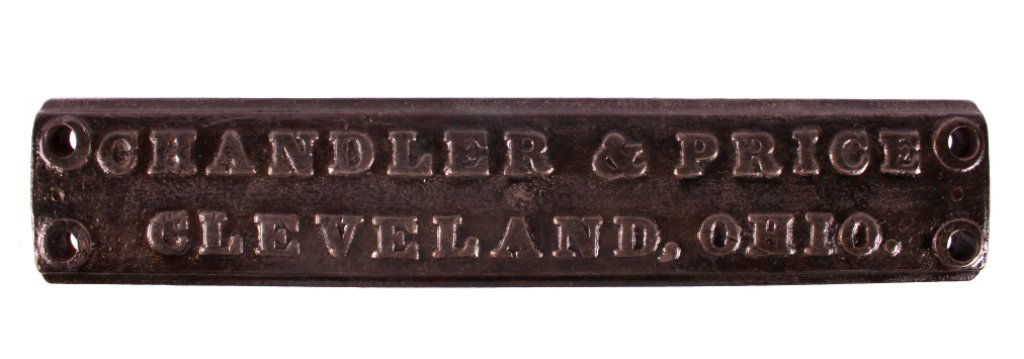 CHANDLER & PRICE
CLEVELAND, OHIO.